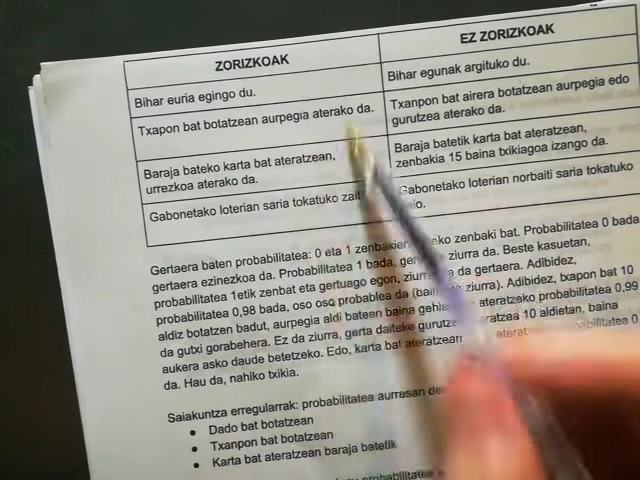 ZORIZKOAK
EZ ZORIZKOAK
Bihar euria egingo du.
Bihar egunak argituko du.
Txanpon bat botatzean aurpegia aterako da.
Txanpon bat airera botatzean aurpegia edo
gurutzea aterako da.
Baraja bateko karta bat ateratzean,
urrezkoa aterako da.
Baraja batetik karta bat ateratzean,
zenbakia 15 baina txikiagoa izango da.
Gabonetako loterian saria tokatuko
Gabonetako loterian norbaiti saria tokatuko
Gertaera baten probabilitatea: 0 eta 1 zenbakien zenbaki bat. Probabilitatea 0 bada,
gertaera ezinezkoa da. Probabilitatea 1 bada, ziurra da. Beste kasuetan,
probabilitatea 1etik zenbat eta gertuago egon, da gertaera. Adibidez,
probabilitatea 0,98 bada, oso oso probablea da ziurra). Adibidez, txapon bat 10
aldiz botatzen badut, aurpegia aldi batean baina ateratzeko probabilitatea 0,99
da gutxi gorabehera. Ez da ziurra, gerta daiteke 10 aldietan, baina
aukera asko daude betetzeko. Edo, karta bat ateratzean
da. Hau da, nahiko txikia.
Saiakuntza erregularrak: probabilitatea aurresan
• Dado bat botatzean
• Txanpon bat botatzean
• Karta bat ateratzean baraja batetik